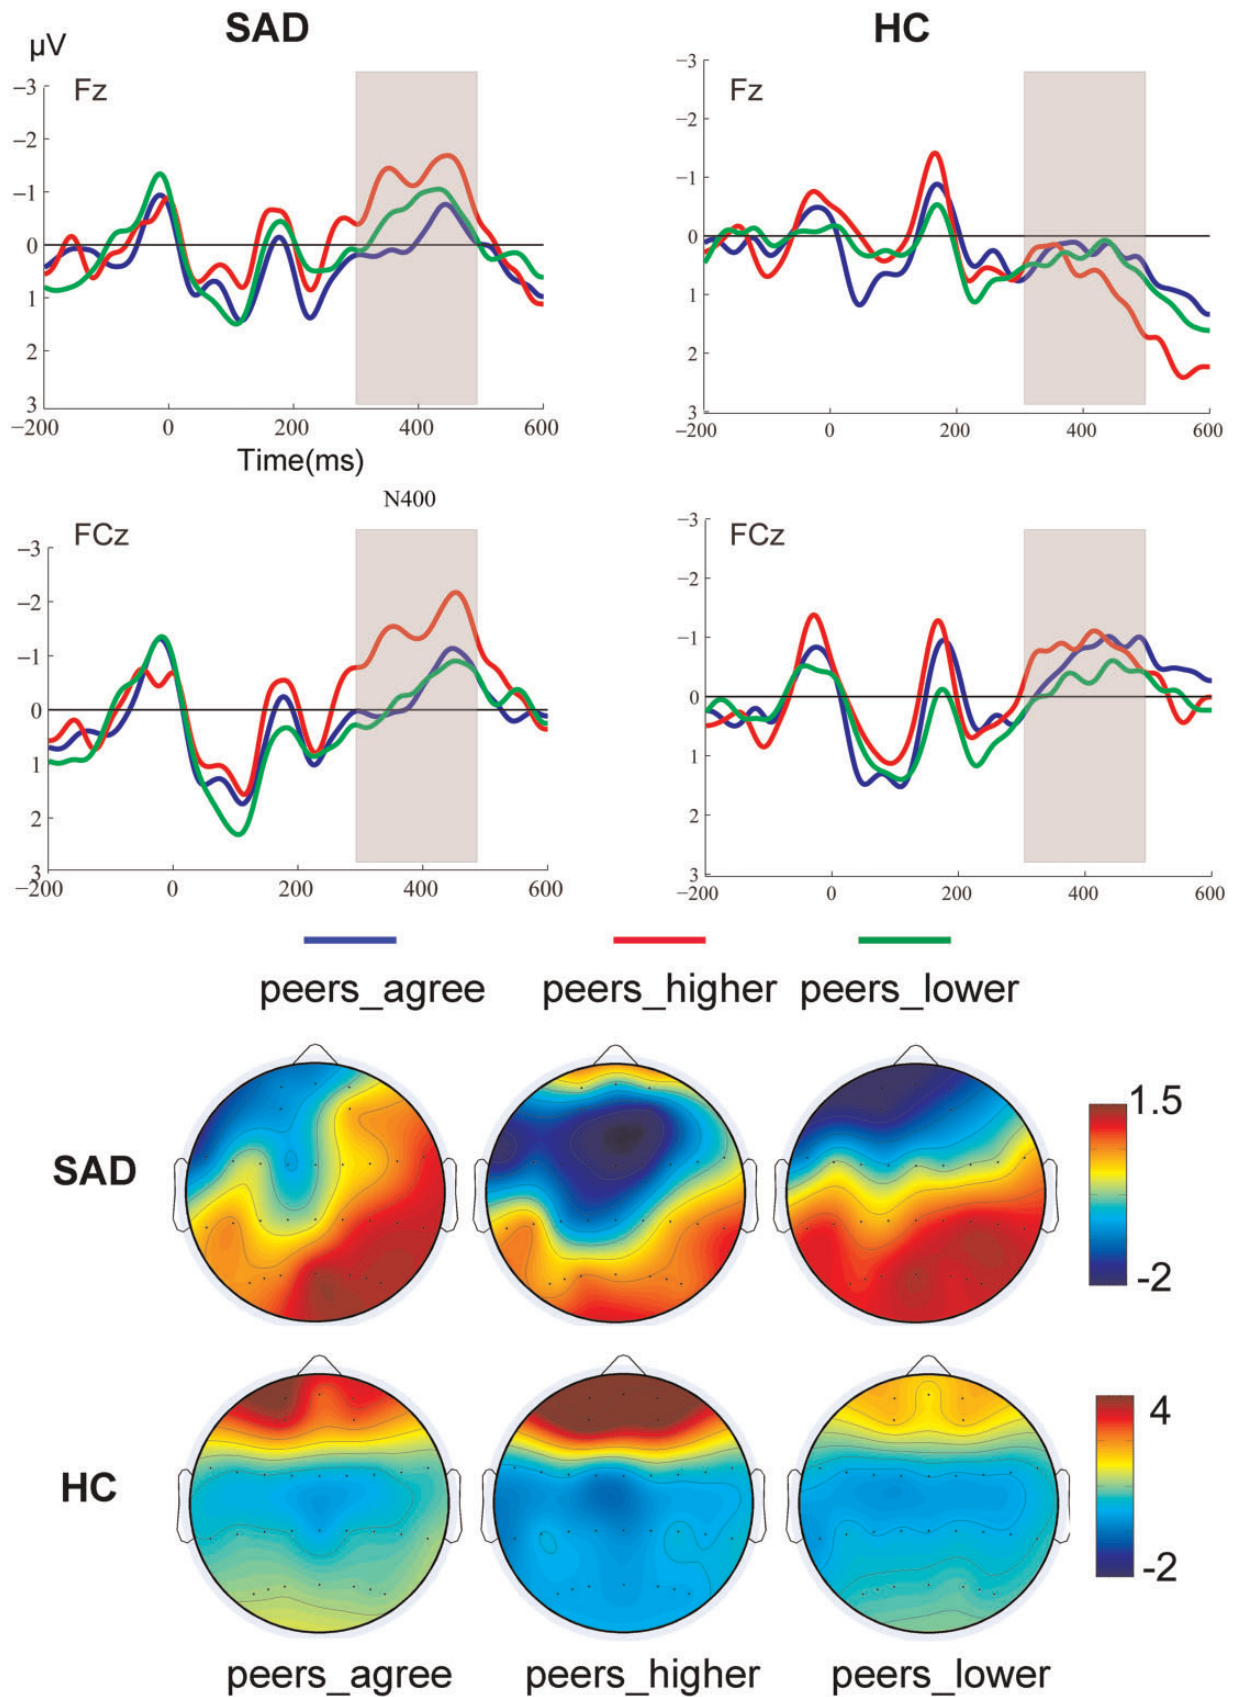 SAD HC
μV
Fz Fz
−3 −3
−2 −2
−1 −1
0 0
1 1
2 2
3 3
−200 0 200 400 600 −200 0 200 400 600
Time(ms)
N400
FCz FCz
−3 −3
−2 −2
−1 −1
0 0
1 1
2 2
3 3
−200 0 200 400 600 −200 0 200 400 600
peers_agree peers_higher peers_lower
SAD 1.5
-2
HC 4
-2
peers_agree peers_higher peers_lower